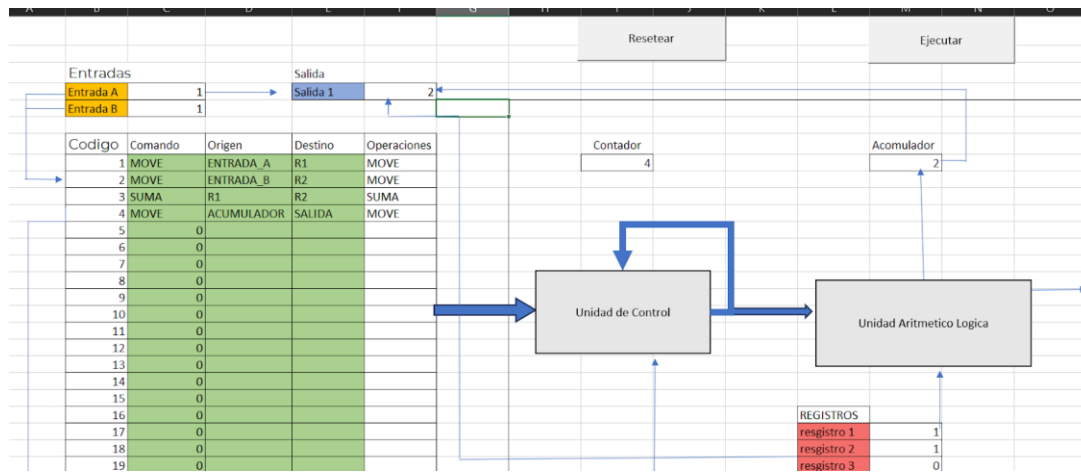 A B C D E F G H I J K L M N O
Resetear Ejecutar
Entradas Salida
Entrada A 1 Salida 1 2
Entrada B 1
Codigo Comando Origen Destino Operaciones Contador Acomulador
1 MOVE ENTRADA_A R1 MOVE 4 2
2 MOVE ENTRADA_B R2 MOVE
3 SUMA R1 R2 SUMA
4 MOVE ACUMULADOR SALIDA MOVE
5 0
6 0
7 0
8 0
9 0
10 0 Unidad de Control Unidad Aritmetico Logica
11 0
12 0
13 0
14 0
15 0
16 0 REGISTROS
17 0 resgistro 1 1
18 0 resgistro 2 1
19 0 resgistro 3 0